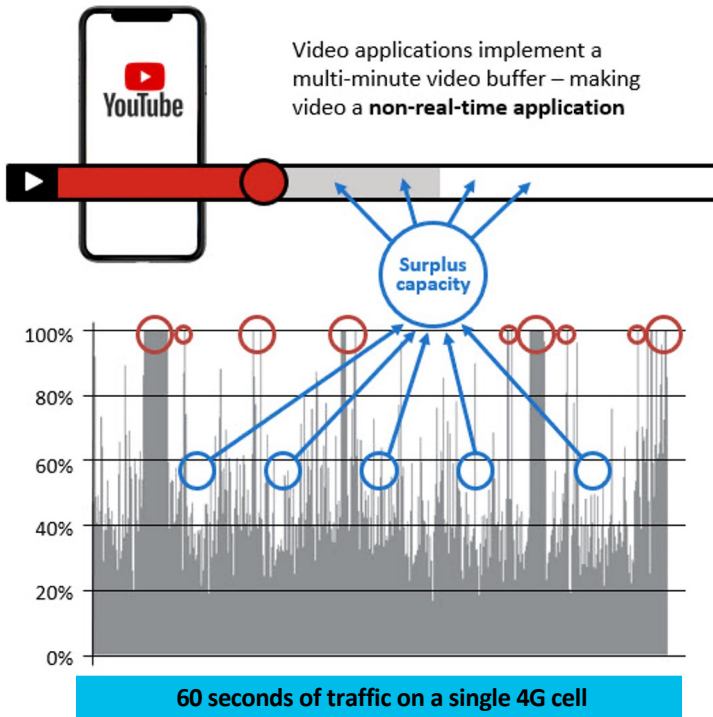 YouTube
Video applications implement a
multi-minute video buffer – making
video a non-real-time application
Surplus
capacity
100%
80%
60%
40%
20%
0%
60 seconds of traffic on a single 4G cell